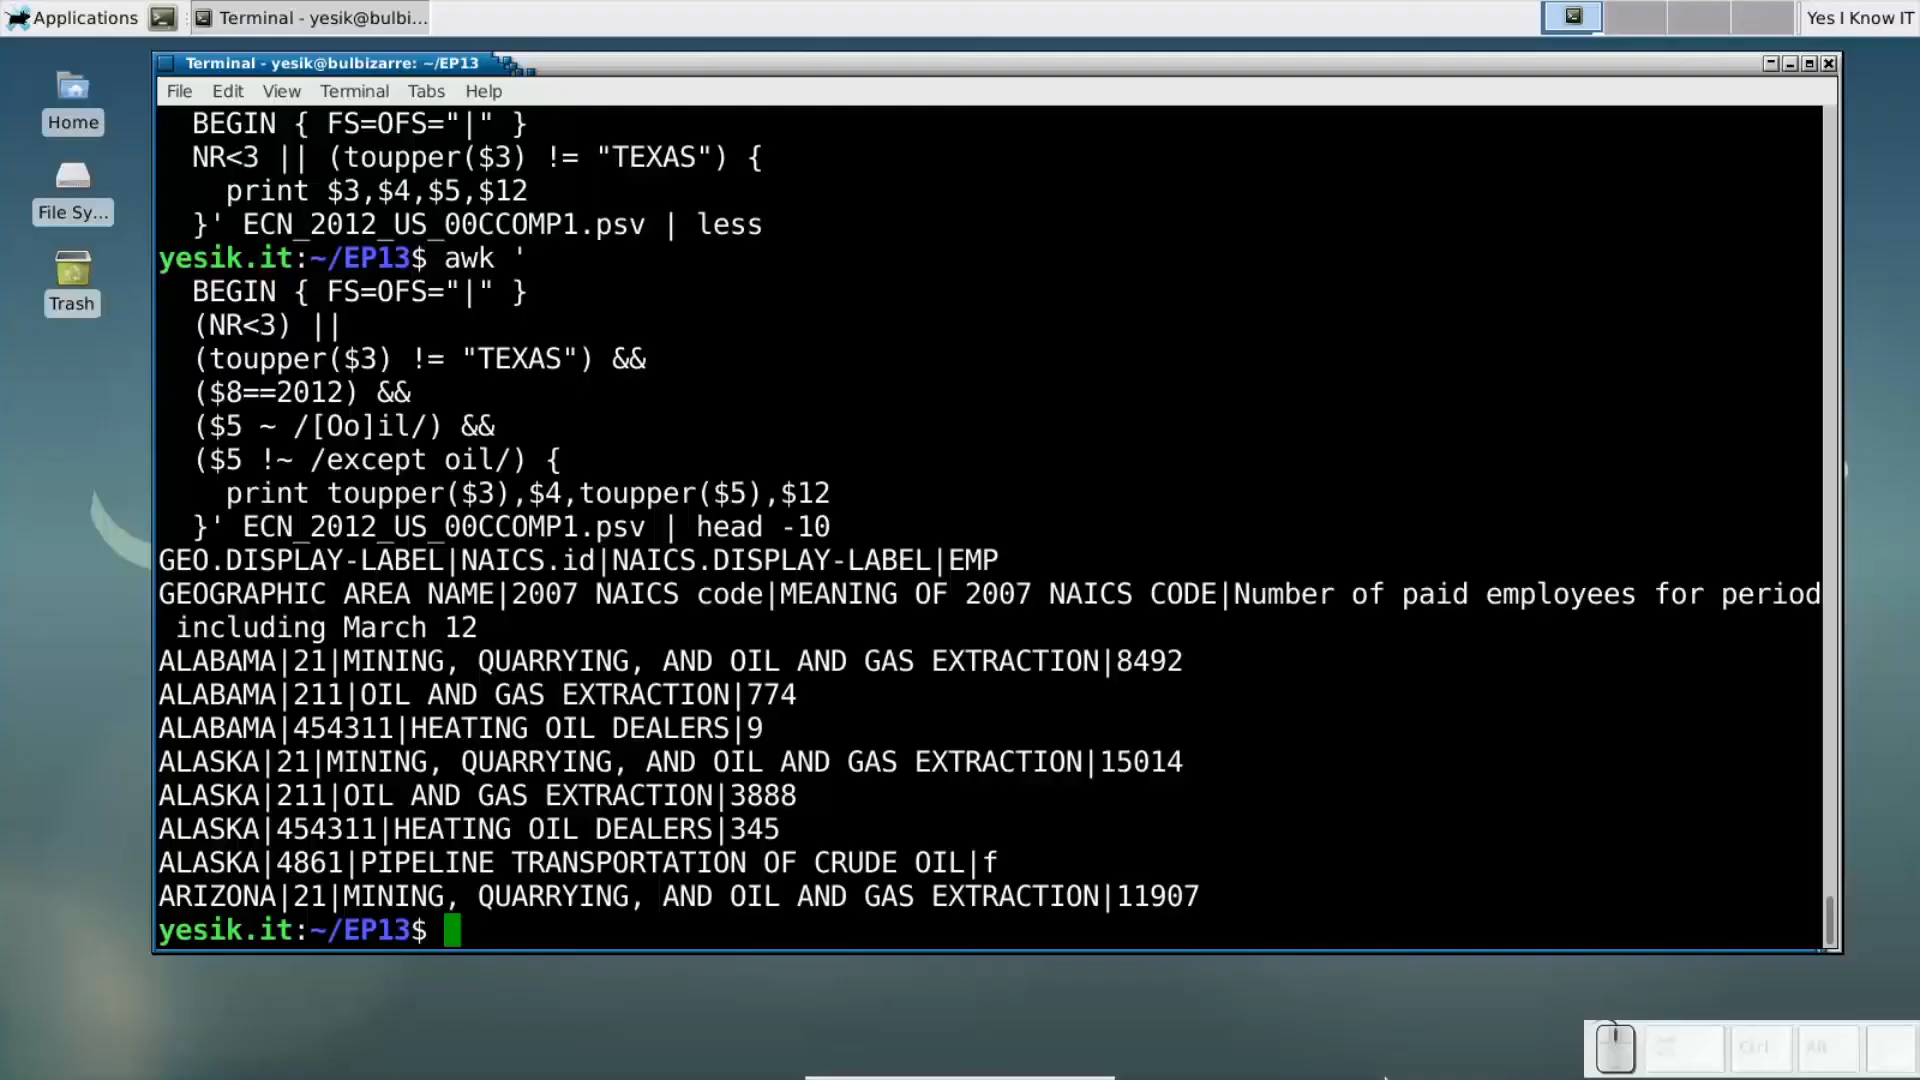 Applications
Terminal - yesik@bulbi...
Yes I Know IT
Home
File Sy...
Trash
Terminal - yesik@bulbizarre: ~/EP13
File Edit View Terminal Tabs Help
BEGIN { FS=OFS="|" }
NR<3 || (toupper($3) != "TEXAS") {
print $3,$4,$5,$12
}' ECN_2012_US_00CCOMP1.psv | less
yesik.it:~/EP13$ awk '
BEGIN { FS=OFS="|" }
(NR<3) ||
(toupper($3) != "TEXAS") &&
($8==2012) &&
($5 ~ /[Oo]il/) &&
($5 !~ /except oil/) {
print toupper($3),$4,toupper($5),$12
}' ECN_2012_US_00CCOMP1.psv | head -10
GEO.DISPLAY-LABEL|NAICS.id|NAICS.DISPLAY-LABEL|EMP
GEOGRAPHIC AREA NAME|2007 NAICS code|MEANING OF 2007 NAICS CODE|Number of paid employees for period
including March 12
ALABAMA|21|MINING, QUARRYING, AND OIL AND GAS EXTRACTION|8492
ALABAMA|211|OIL AND GAS EXTRACTION|774
ALABAMA|454311|HEATING OIL DEALERS|9
ALASKA|21|MINING, QUARRYING, AND OIL AND GAS EXTRACTION|15014
ALASKA|211|OIL AND GAS EXTRACTION|3888
ALASKA|454311|HEATING OIL DEALERS|345
ALASKA|4861|PIPELINE TRANSPORTATION OF CRUDE OIL|f
ARIZONA|21|MINING, QUARRYING, AND OIL AND GAS EXTRACTION|11907
yesik.it:~/EP13$
Ctrl
Alt